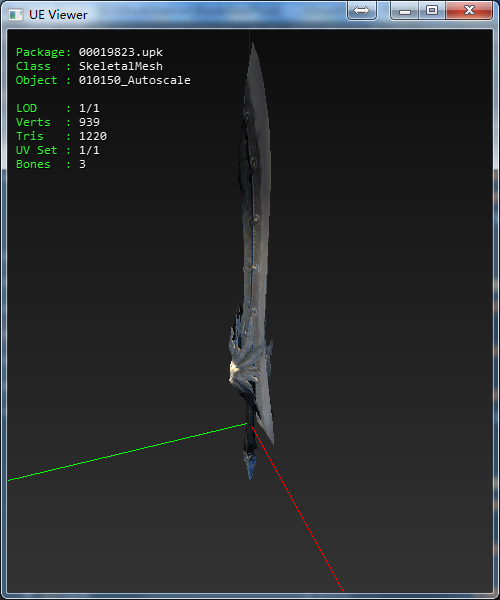 UE Viewer
Package: 00019823.upk
Class : SkeletalMesh
Object : 010150_Autoscale
LOD : 1/1
Verts : 939
Tris : 1220
UV Set : 1/1
Bones : 3